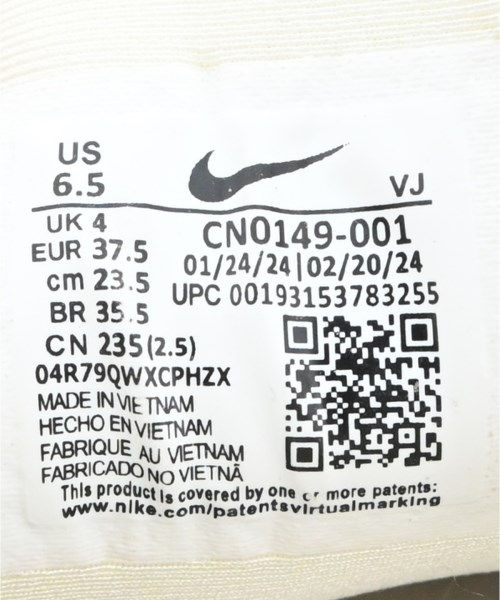 US
6.5
VJ
UK 4
EUR 37.5
cm 23.5
BR 35.5
CN 235(2.5)
CN0149-001
01/24/24|02/20/24
UPC 00193153783255
04R79QWXCPHZX
MADE IN VIETNAM
HECHO EN VIETNAM
FABRIQUE AU VIETNAM
FABRICADO NO VIETNÃ
This product is covered by one or more patents:
www.nike.com/patentsvirtualmarking